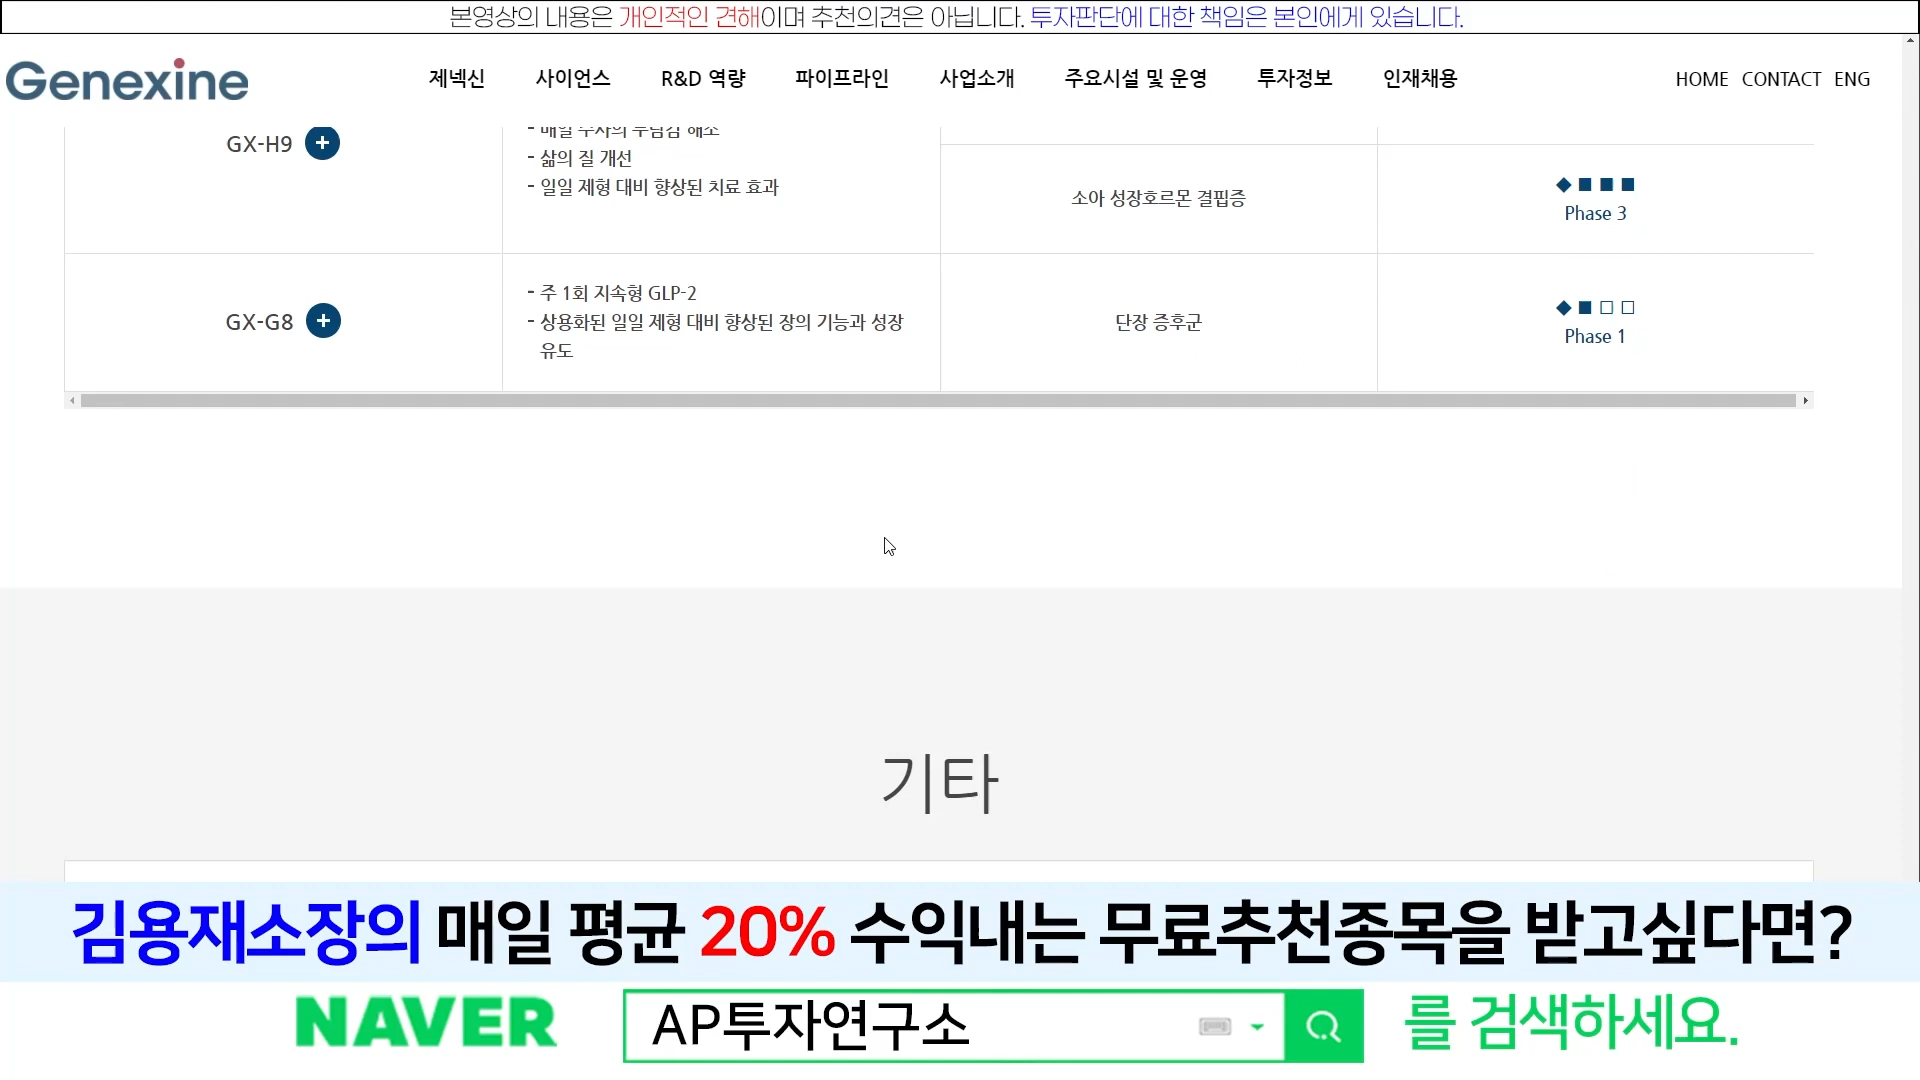 본영상의 내용은 개인적인 견해이며 추천의견은 아닙니다. 투자판단에 대한 책임은 본인에게 있습니다.
Genexine 제넥신 사이언스 R&D 역량 파이프라인 사업소개 주요시설 및 운영 투자정보 인재채용 HOME CONTACT ENG
- 매일 주사의 부담감 해소
GX-H9 +
- 삶의 질 개선
- 일일 제형 대비 향상된 치료 효과
소아 성장호르몬 결핍증
◆ ■ ■ ■
Phase 3
GX-G8 +
- 주 1회 지속형 GLP-2
- 상용화된 일일 제형 대비 향상된 장의 기능과 성장
유도
단장 증후군
◆ ■ □ □
Phase 1
기타
김용재소장의 매일 평균 20% 수익내는 무료추천종목을 받고싶다면?
NAVER AP투자연구소 를 검색하세요.